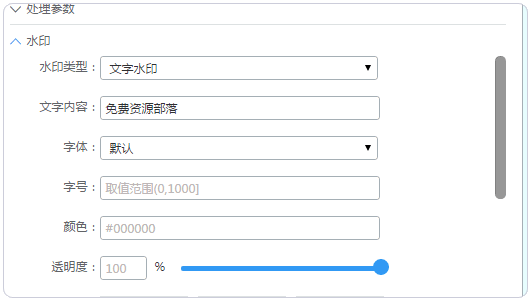 处理参数
水印
水印类型： 文字水印
文字内容： 免费资源部落
字体： 默认
字号： 取值范围(0,1000]
颜色： #000000
透明度： 100 %